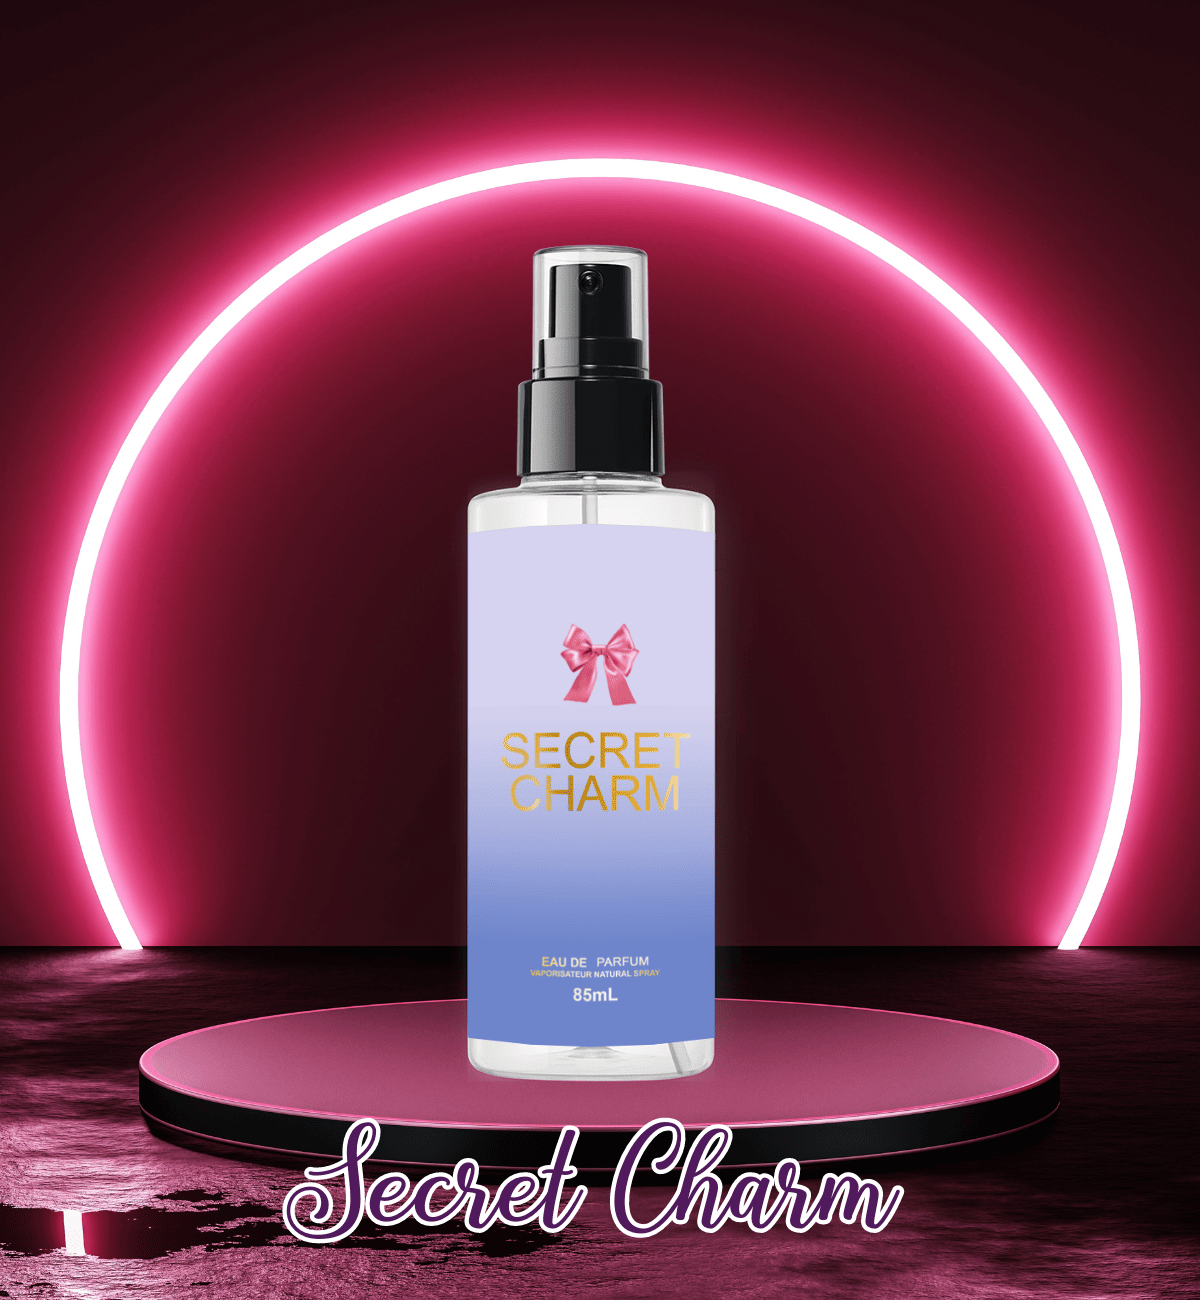 SECRET
CHARM
EAU DE PARFUM
VAPORISATEUR NATURAL SPRAY
85mL
Secret Charm